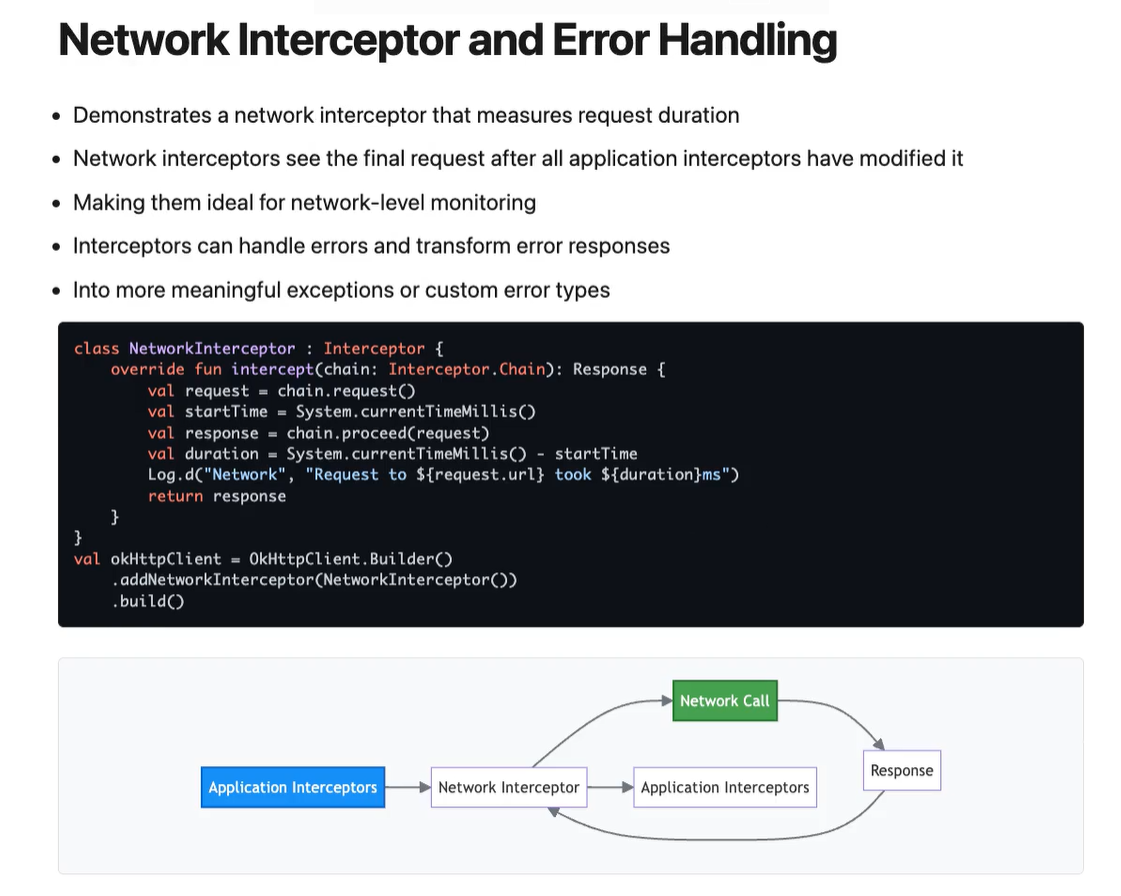 Network Interceptor and Error Handling
• Demonstrates a network interceptor that measures request duration
• Network interceptors see the final request after all application interceptors have modified it
• Making them ideal for network-level monitoring
• Interceptors can handle errors and transform error responses
• Into more meaningful exceptions or custom error types
class NetworkInterceptor : Interceptor {
    override fun intercept(chain: Interceptor.Chain): Response {
        val request = chain.request()
        val startTime = System.currentTimeMillis()
        val response = chain.proceed(request)
        val duration = System.currentTimeMillis() - startTime
        Log.d("Network", "Request to ${request.url} took ${duration}ms")
        return response
    }
}
val okHttpClient = OkHttpClient.Builder()
    .addNetworkInterceptor(NetworkInterceptor())
    .build()
Network Call
Response
Application Interceptors
Network Interceptor
Application Interceptors